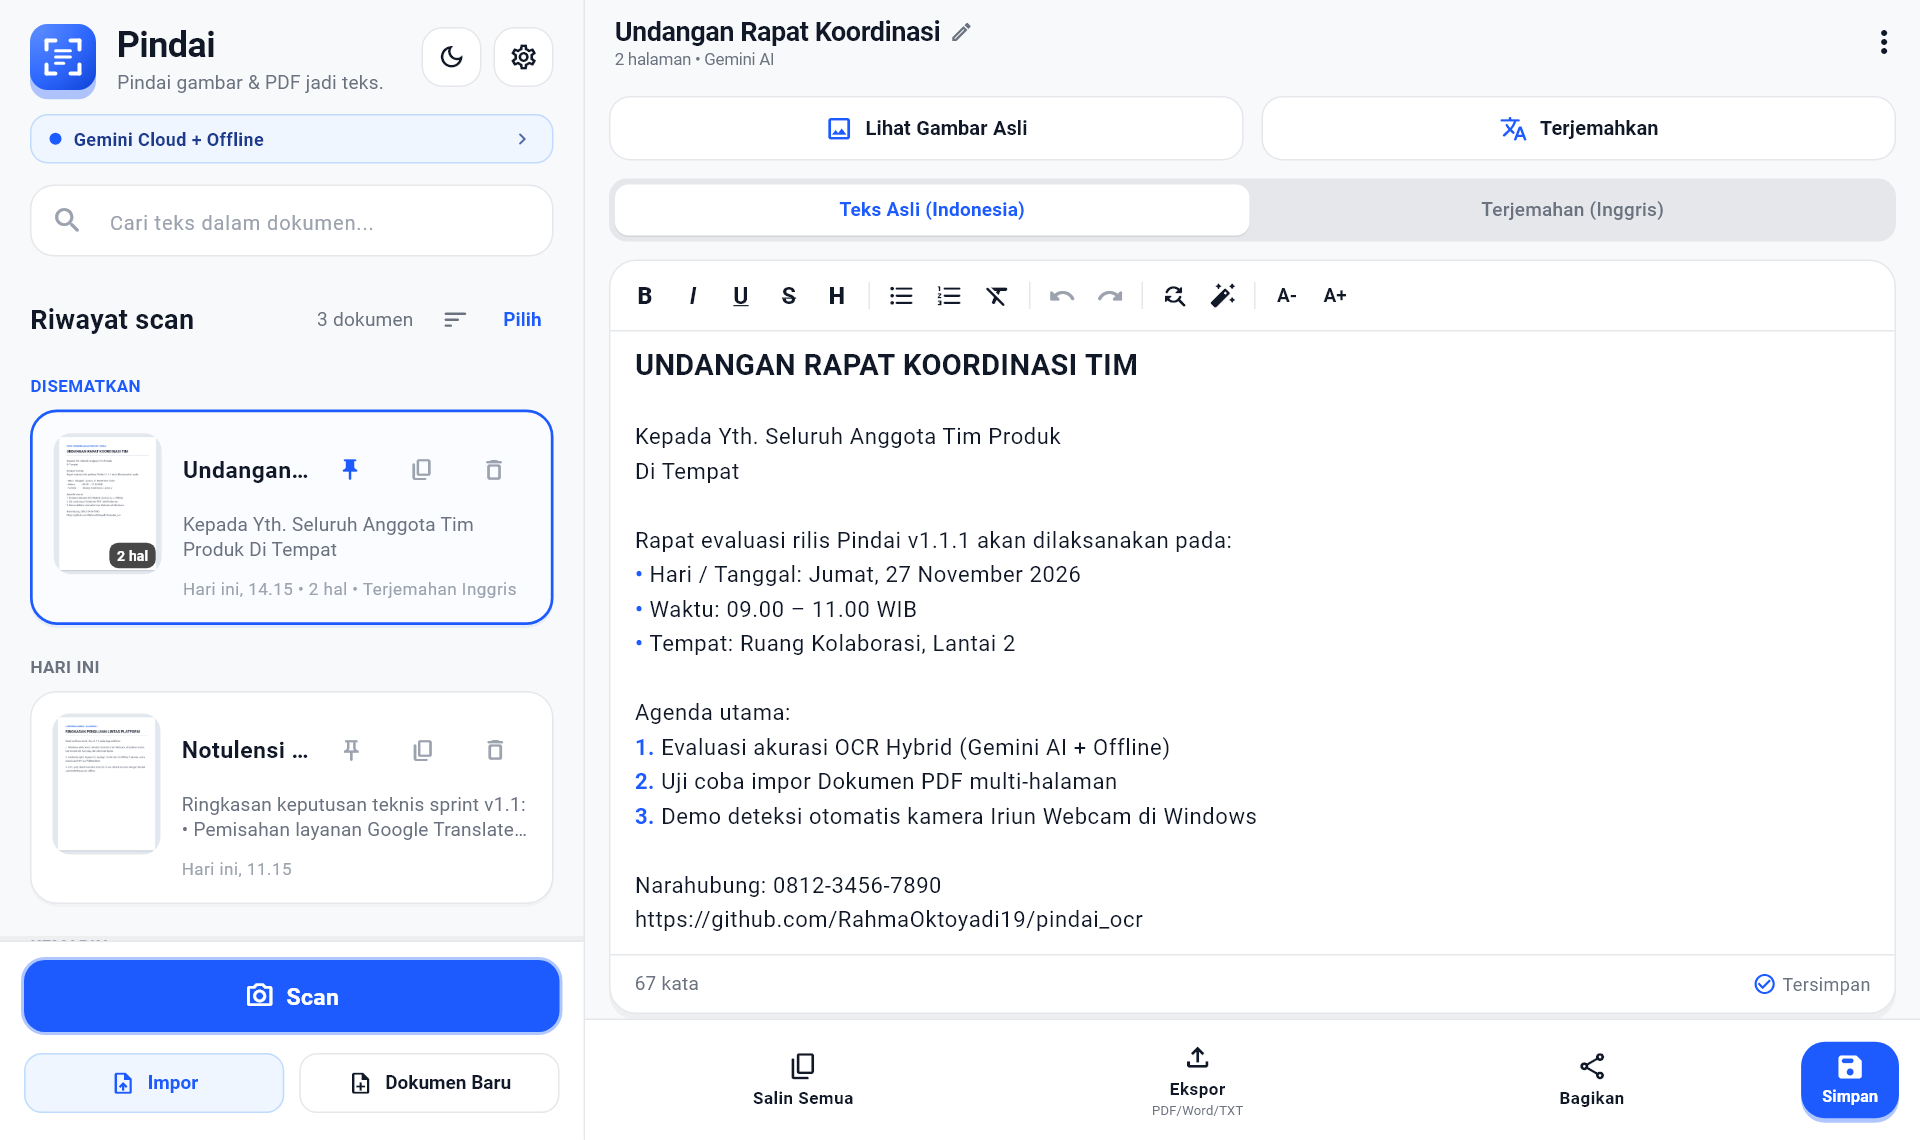 Pindai
Pindai gambar & PDF jadi teks.
Gemini Cloud + Offline
Cari teks dalam dokumen...
Riwayat scan
3 dokumen
Pilih
DISEMATKAN
Undangan...
Kepada Yth. Seluruh Anggota Tim
Produk Di Tempat
2 hal
Hari ini, 14.15 • 2 hal • Terjemahan Inggris
HARI INI
Notulensi ...
Ringkasan keputusan teknis sprint v1.1:
• Pemisahan layanan Google Translate...
Hari ini, 11.15
Scan
Impor
Dokumen Baru
Undangan Rapat Koordinasi
2 halaman • Gemini AI
Lihat Gambar Asli
Terjemahkan
Teks Asli (Indonesia)
Terjemahan (Inggris)
B I U S H A- A+
UNDANGAN RAPAT KOORDINASI TIM
Kepada Yth. Seluruh Anggota Tim Produk
Di Tempat
Rapat evaluasi rilis Pindai v1.1.1 akan dilaksanakan pada:
• Hari / Tanggal: Jumat, 27 November 2026
• Waktu: 09.00 – 11.00 WIB
• Tempat: Ruang Kolaborasi, Lantai 2
Agenda utama:
1. Evaluasi akurasi OCR Hybrid (Gemini AI + Offline)
2. Uji coba impor Dokumen PDF multi-halaman
3. Demo deteksi otomatis kamera Iriun Webcam di Windows
Narahubung: 0812-3456-7890
https://github.com/RahmaOktoyadi19/pindai_ocr
67 kata
Tersimpan
Salin Semua
Ekspor
PDF/Word/TXT
Bagikan
Simpan